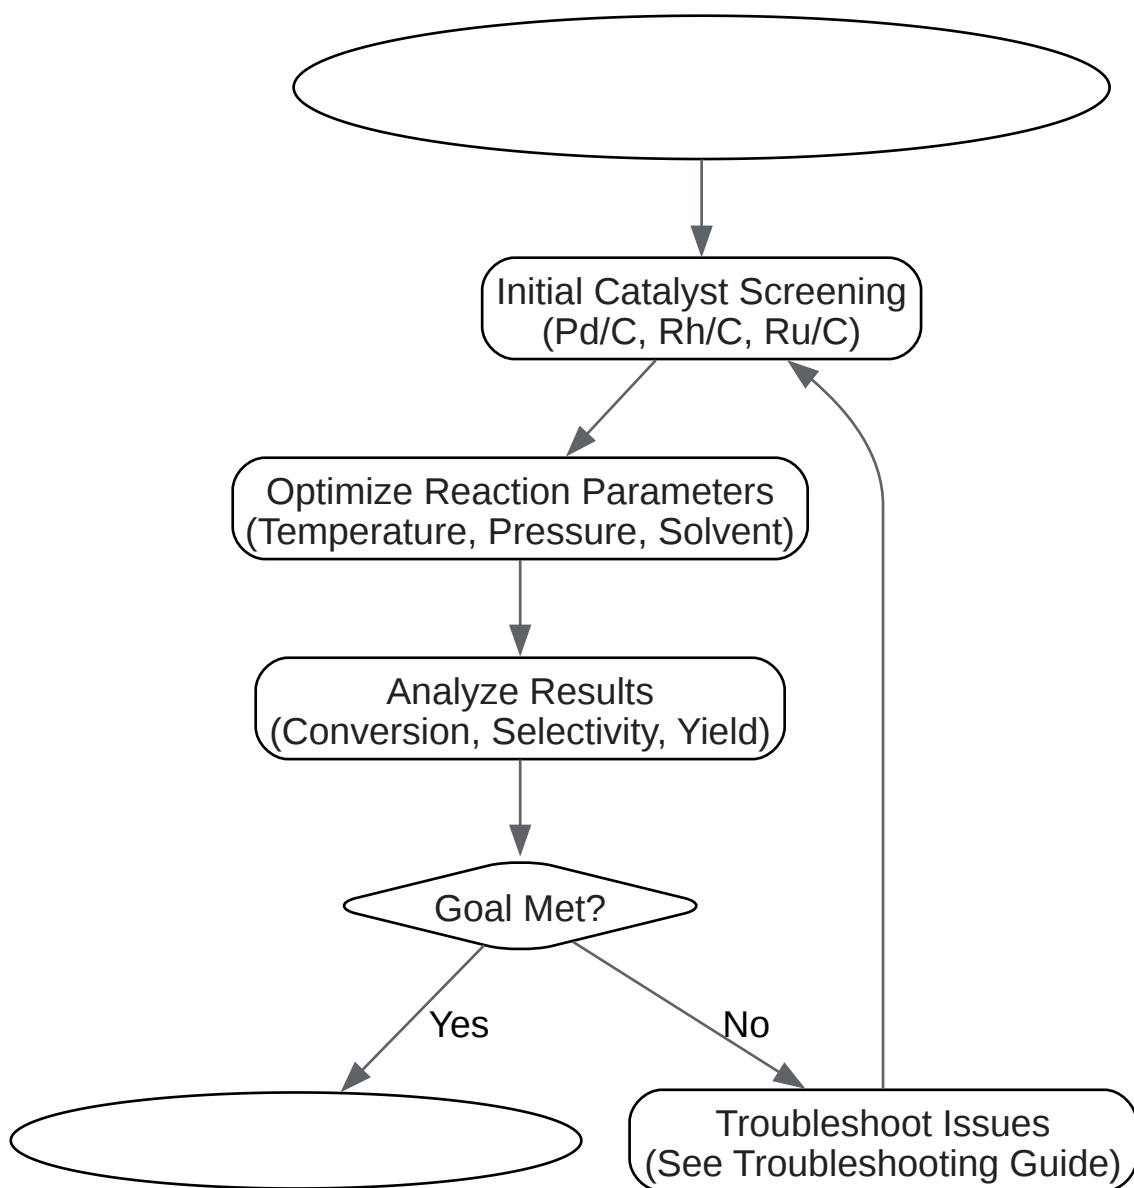 Initial Catalyst Screening
(Pd/C, Rh/C, Ru/C)
Optimize Reaction Parameters
(Temperature, Pressure, Solvent)
Analyze Results
(Conversion, Selectivity, Yield)
Goal Met?
Yes
No
Troubleshoot Issues
(See Troubleshooting Guide)